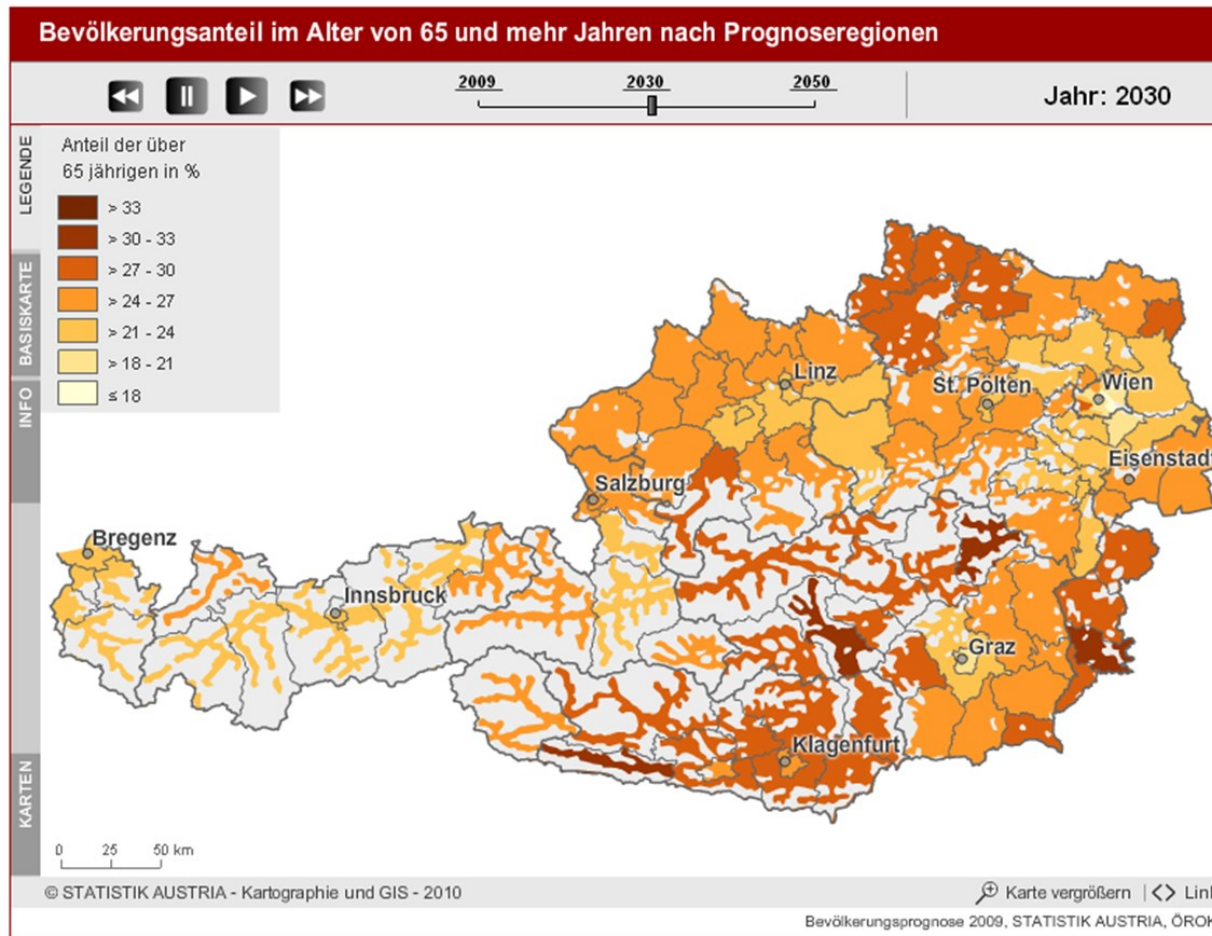 Bevölkerungsanteil im Alter von 65 und mehr Jahren nach Prognoseregionen
2009
2030
2050
Jahr: 2030
LEGENDE
BASISKARTE
INFO
KARTEN
Anteil der über
65 jährigen in %
> 33
> 30 - 33
> 27 - 30
> 24 - 27
> 21 - 24
> 18 - 21
≤ 18
Linz
St. Pölten
Wien
Eisenstadt
Salzburg
Bregenz
Innsbruck
Graz
Klagenfurt
0 25 50 km
© STATISTIK AUSTRIA - Kartographie und GIS - 2010
Karte vergrößern | <> Link
Bevölkerungsprognose 2009, STATISTIK AUSTRIA, ÖROK